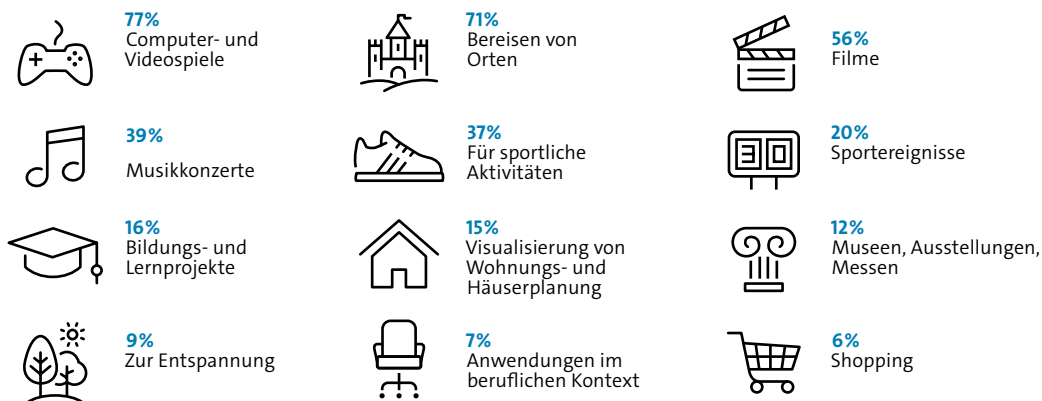 77%
Computer- und
Videospiele
71%
Bereisen von
Orten
56%
Filme
39%
Musikkonzerte
37%
Für sportliche
Aktivitäten
30
20%
Sportereignisse
16%
Bildungs- und
Lernprojekte
15%
Visualisierung von
Wohnungs- und
Häuserplanung
12%
Museen, Ausstellungen,
Messen
9%
Zur Entspannung
7%
Anwendungen im
beruflichen Kontext
6%
Shopping